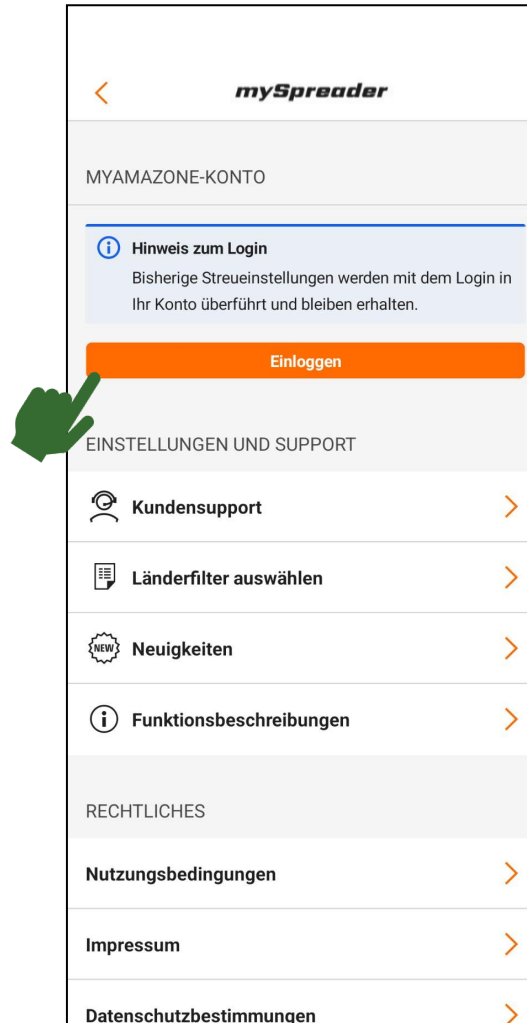 mySpreader
MYAMAZONE-KONTO
Hinweis zum Login
Bisherige Streueinstellungen werden mit dem Login in
Ihr Konto überführt und bleiben erhalten.
Einloggen
EINSTELLUNGEN UND SUPPORT
Kundensupport
Länderfilter auswählen
NEW Neuigkeiten
Funktionsbeschreibungen
RECHTLICHES
Nutzungsbedingungen
Impressum
Datenschutzbestimmungen